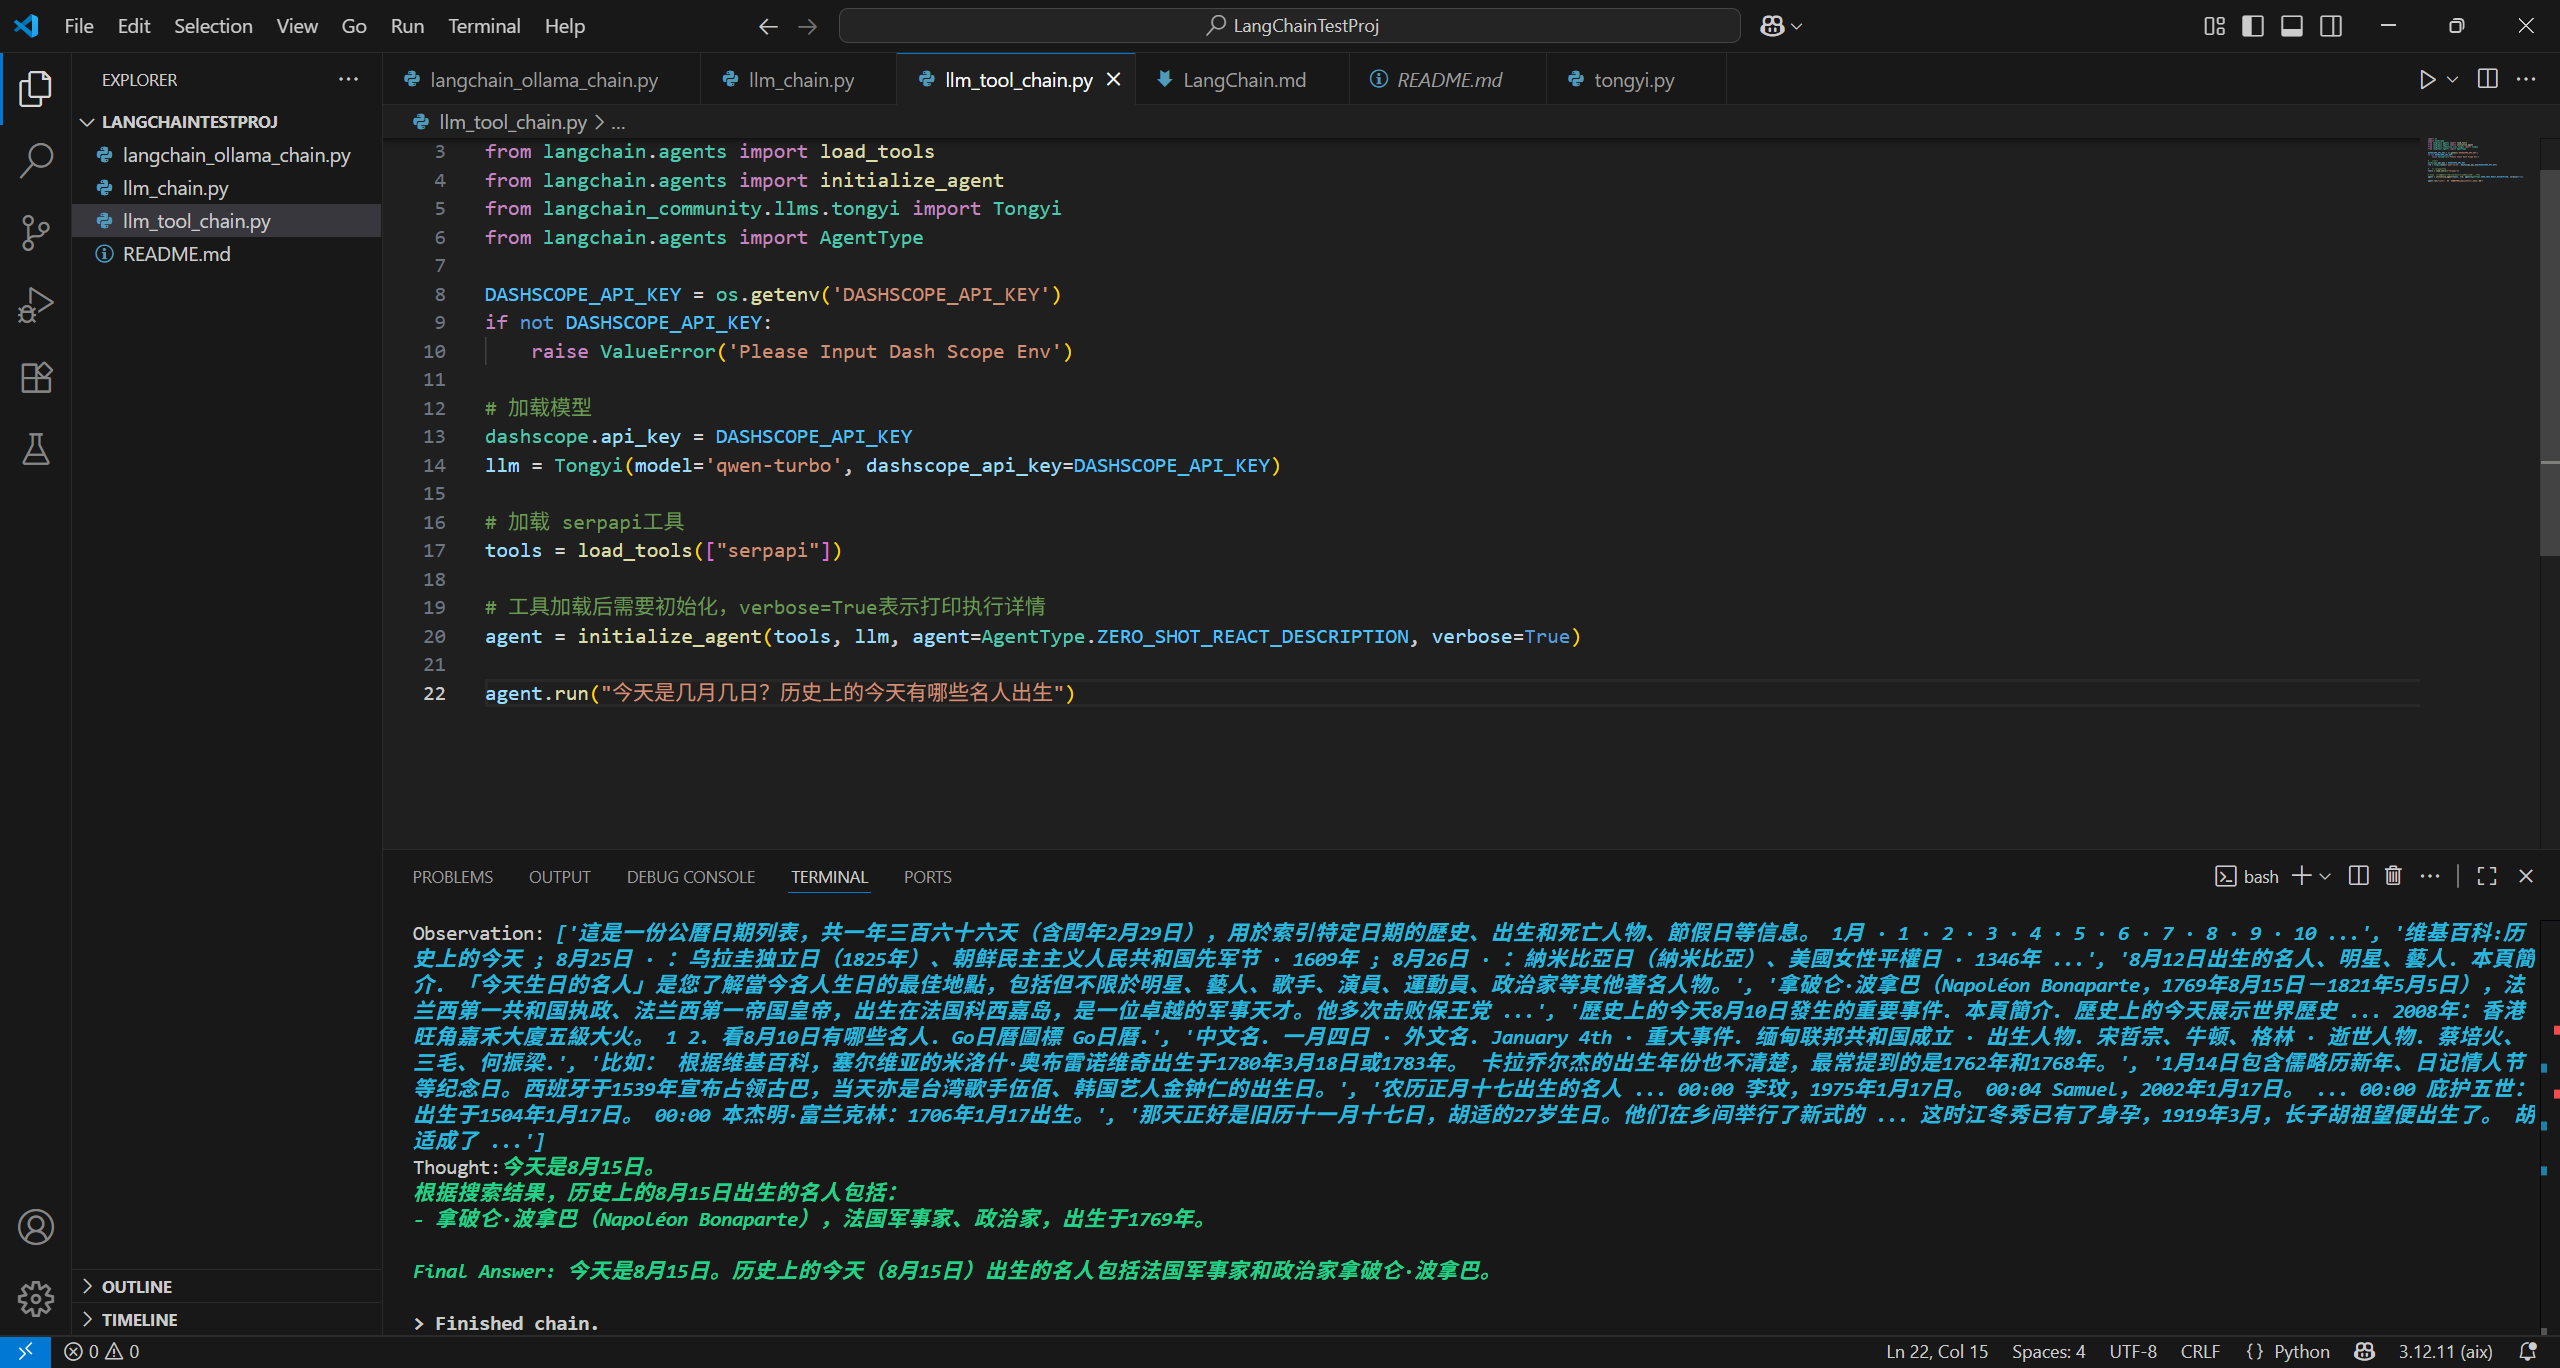 File Edit Selection View Go Run Terminal Help
LangChainTestProj
EXPLORER
LANGCHAINTESTPROJ
langchain_ollama_chain.py
llm_chain.py
llm_tool_chain.py
README.md
OUTLINE
TIMELINE
langchain_ollama_chain.py llm_chain.py llm_tool_chain.py LangChain.md README.md tongyi.py
llm_tool_chain.py > ...
3 from langchain.agents import load_tools
4 from langchain.agents import initialize_agent
5 from langchain_community.llms.tongyi import Tongyi
6 from langchain.agents import AgentType
7
8 DASHSCOPE_API_KEY = os.getenv('DASHSCOPE_API_KEY')
9 if not DASHSCOPE_API_KEY:
10 raise ValueError('Please Input Dash Scope Env')
11
12 # 加载模型
13 dashscope.api_key = DASHSCOPE_API_KEY
14 llm = Tongyi(model='qwen-turbo', dashscope_api_key=DASHSCOPE_API_KEY)
15
16 # 加载 serpapi工具
17 tools = load_tools(["serpapi"])
18
19 # 工具加载后需要初始化，verbose=True表示打印执行详情
20 agent = initialize_agent(tools, llm, agent=AgentType.ZERO_SHOT_REACT_DESCRIPTION, verbose=True)
21
22 agent.run("今天是几月几日？历史上的今天有哪些名人出生")
PROBLEMS OUTPUT DEBUG CONSOLE TERMINAL PORTS
bash
Observation: ['這是一份公曆日期列表，共一年三百六十六天（含閏年2月29日），用於索引特定日期的歷史、出生和死亡人物、節假日等信息。 1月 · 1 · 2 · 3 · 4 · 5 · 6 · 7 · 8 · 9 · 10 ...', '维基百科:历
史上的今天 ; 8月25日 · : 乌拉圭独立日（1825年）、朝鲜民主主义人民共和国先军节 · 1609年 ; 8月26日 · : 納米比亞日（納米比亞）、美國女性平權日 · 1346年 ...', '8月12日出生的名人、明星、藝人. 本頁簡
介. 「今天生日的名人」是您了解當今名人生日的最佳地點，包括但不限於明星、藝人、歌手、演員、運動員、政治家等其他著名人物。', '拿破仑·波拿巴（Napoléon Bonaparte，1769年8月15日－1821年5月5日），法
兰西第一共和国执政、法兰西第一帝国皇帝，出生在法国科西嘉岛，是一位卓越的军事天才。他多次击败保王党 ...', '歷史上的今天8月10日發生的重要事件. 本頁簡介. 歷史上的今天展示世界歷史 ... 2008年：香港
旺角嘉禾大廈五級大火。 1 2. 看8月10日有哪些名人. Go日曆圖標 Go日曆.', '中文名. 一月四日 · 外文名. January 4th · 重大事件. 缅甸联邦共和国成立 · 出生人物. 宋哲宗、牛顿、格林 · 逝世人物. 蔡培火、
三毛、何振梁.', '比如： 根据维基百科，塞尔维亚的米洛什·奥布雷诺维奇出生于1780年3月18日或1783年。 卡拉乔尔杰的出生年份也不清楚，最常提到的是1762年和1768年。', '1月14日包含儒略历新年、日记情人节
等纪念日。西班牙于1539年宣布占领古巴，当天亦是台湾歌手伍佰、韩国艺人金钟仁的出生日。', '农历正月十七出生的名人 ... 00:00 李玟，1975年1月17日。 00:04 Samuel，2002年1月17日。 ... 00:00 庇护五世：
出生于1504年1月17日。 00:00 本杰明·富兰克林：1706年1月17出生。', '那天正好是旧历十一月十七日，胡适的27岁生日。他们在乡间举行了新式的 ... 这时江冬秀已有了身孕，1919年3月，长子胡祖望便出生了。 胡
适成了 ...']
Thought:今天是8月15日。
根据搜索结果，历史上的8月15日出生的名人包括：
- 拿破仑·波拿巴（Napoléon Bonaparte），法国军事家、政治家，出生于1769年。
Final Answer: 今天是8月15日。历史上的今天（8月15日）出生的名人包括法国军事家和政治家拿破仑·波拿巴。
> Finished chain.
0 0 Ln 22, Col 15 Spaces: 4 UTF-8 CRLF {} Python 3.12.11 (aix)